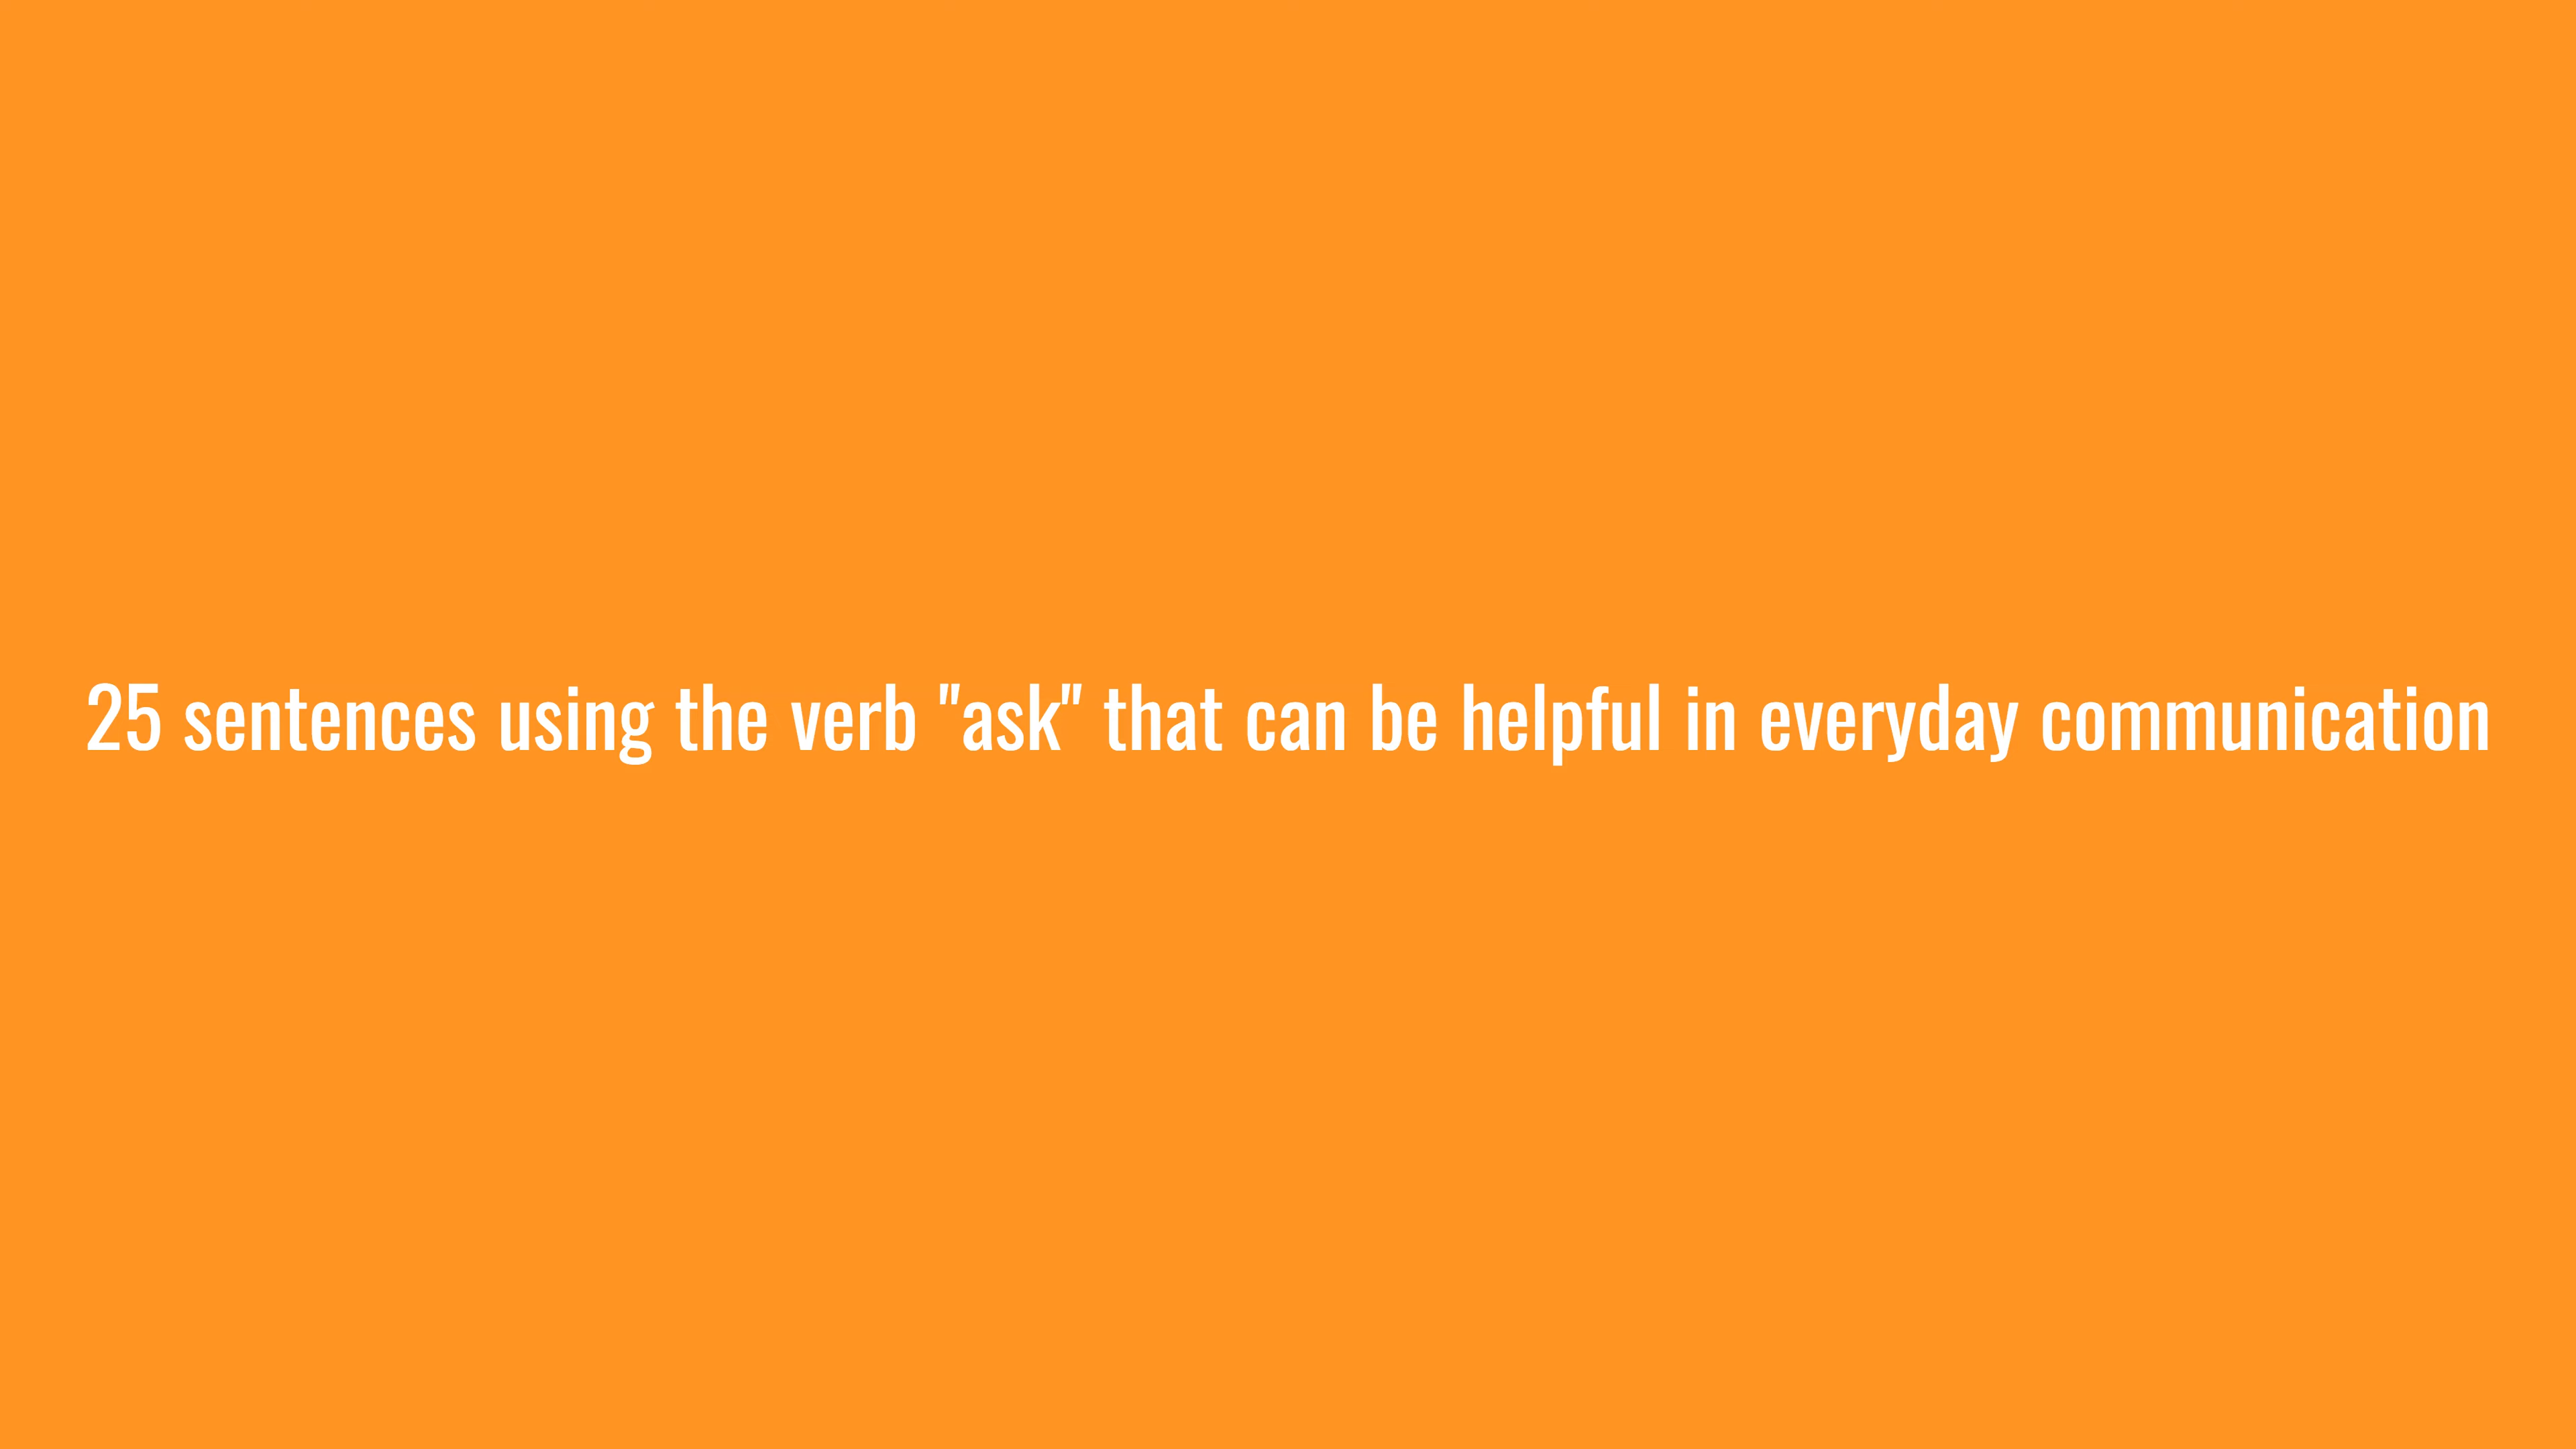 25 sentences using the verb "ask" that can be helpful in everyday communication